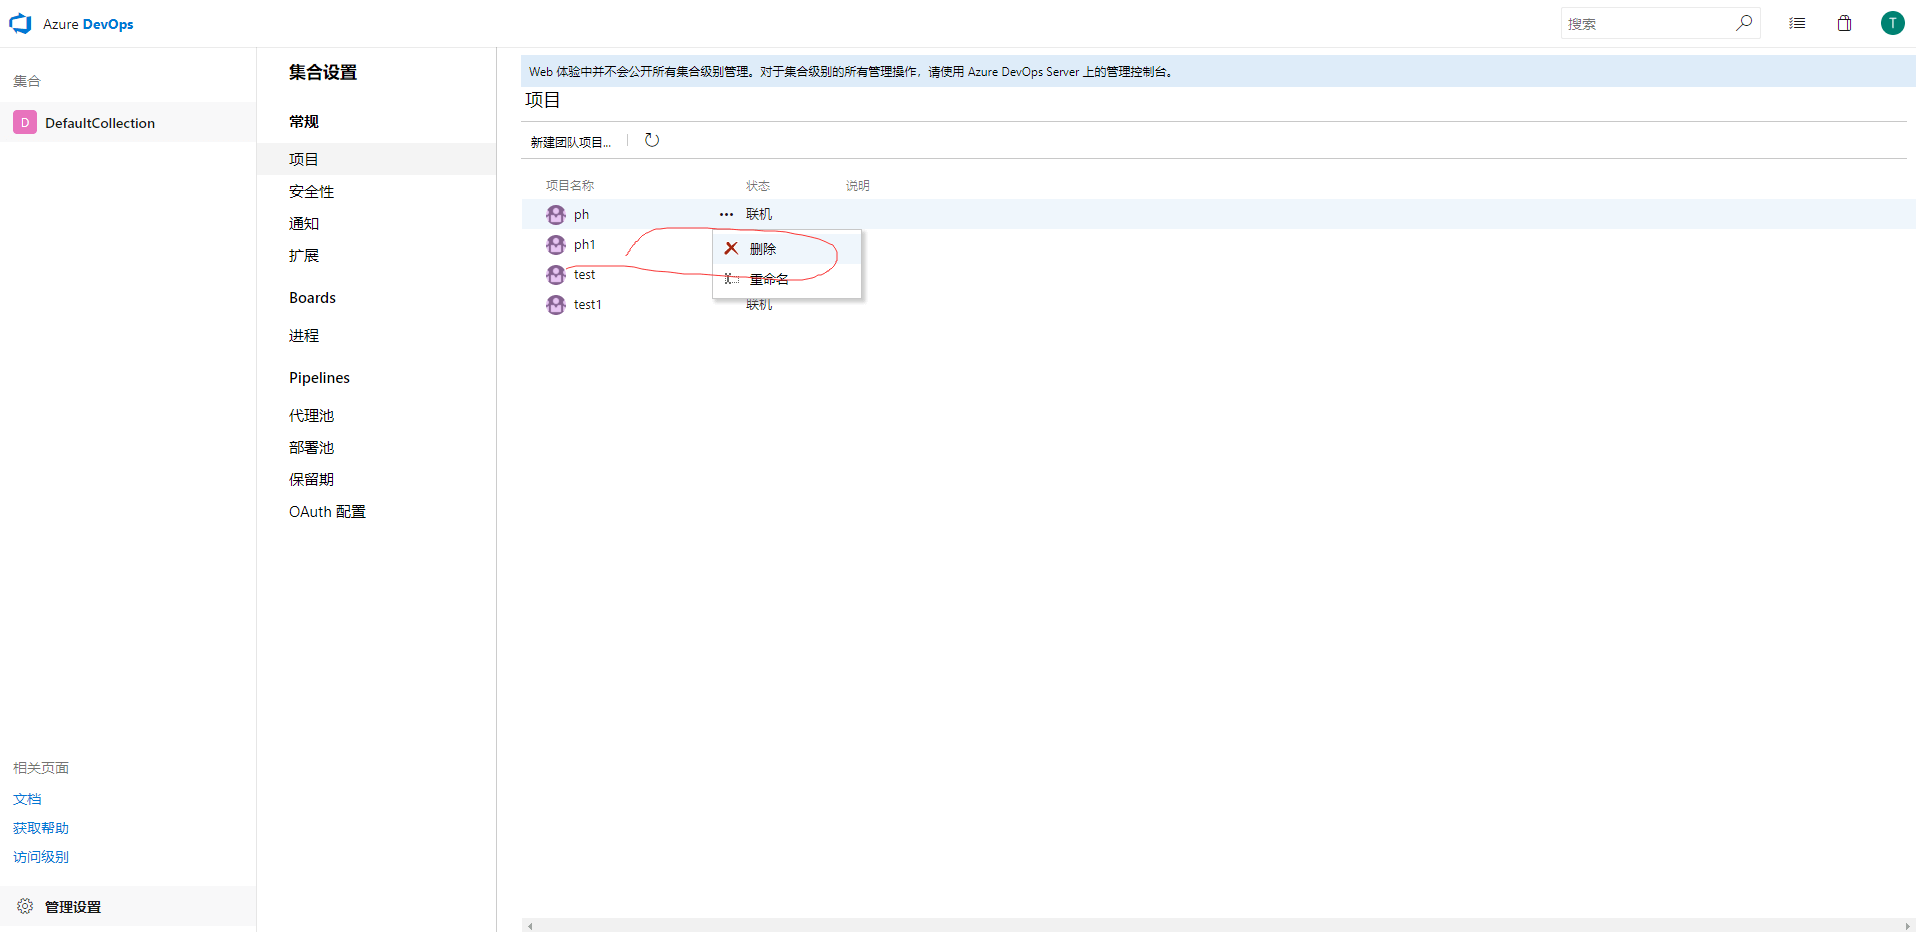 Azure DevOps
搜索
T
集合
D DefaultCollection
相关页面
文档
获取帮助
访问级别
管理设置
集合设置
常规
项目
安全性
通知
扩展
Boards
进程
Pipelines
代理池
部署池
保留期
OAuth 配置
Web 体验中并不会公开所有集合级别管理。对于集合级别的所有管理操作，请使用 Azure DevOps Server 上的管理控制台。
项目
新建团队项目...
项目名称 状态 说明
ph ... 联机
ph1
test
test1 联机
删除
重命名